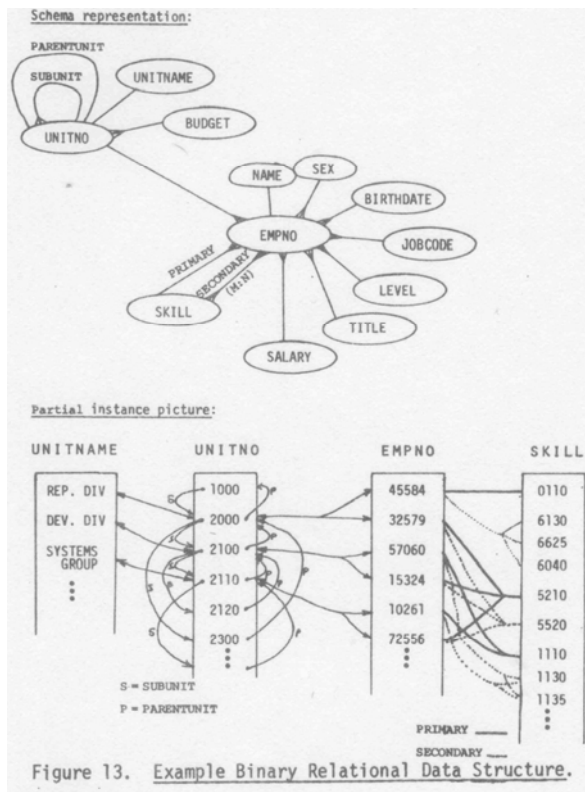 Schema representation:
PARENTUNIT
SUBUNIT
UNITNAME
UNITNO
BUDGET
NAME
SEX
BIRTHDATE
EMPNO
JOBCODE
PRIMARY
SECONDARY
(M:N)
LEVEL
SKILL
TITLE
SALARY
Partial instance picture:
UNITNAME UNITNO EMPNO SKILL
REP. DIV 1000 45584 0110
DEV. DIV 2000 32579 6130
SYSTEMS GROUP 2100 57060 6625
2110 15324 6040
2120 10261 5210
2300 72556 5520
1110
1130
1135
S P
S = SUBUNIT
P = PARENTUNIT
PRIMARY
SECONDARY
Figure 13. Example Binary Relational Data Structure.